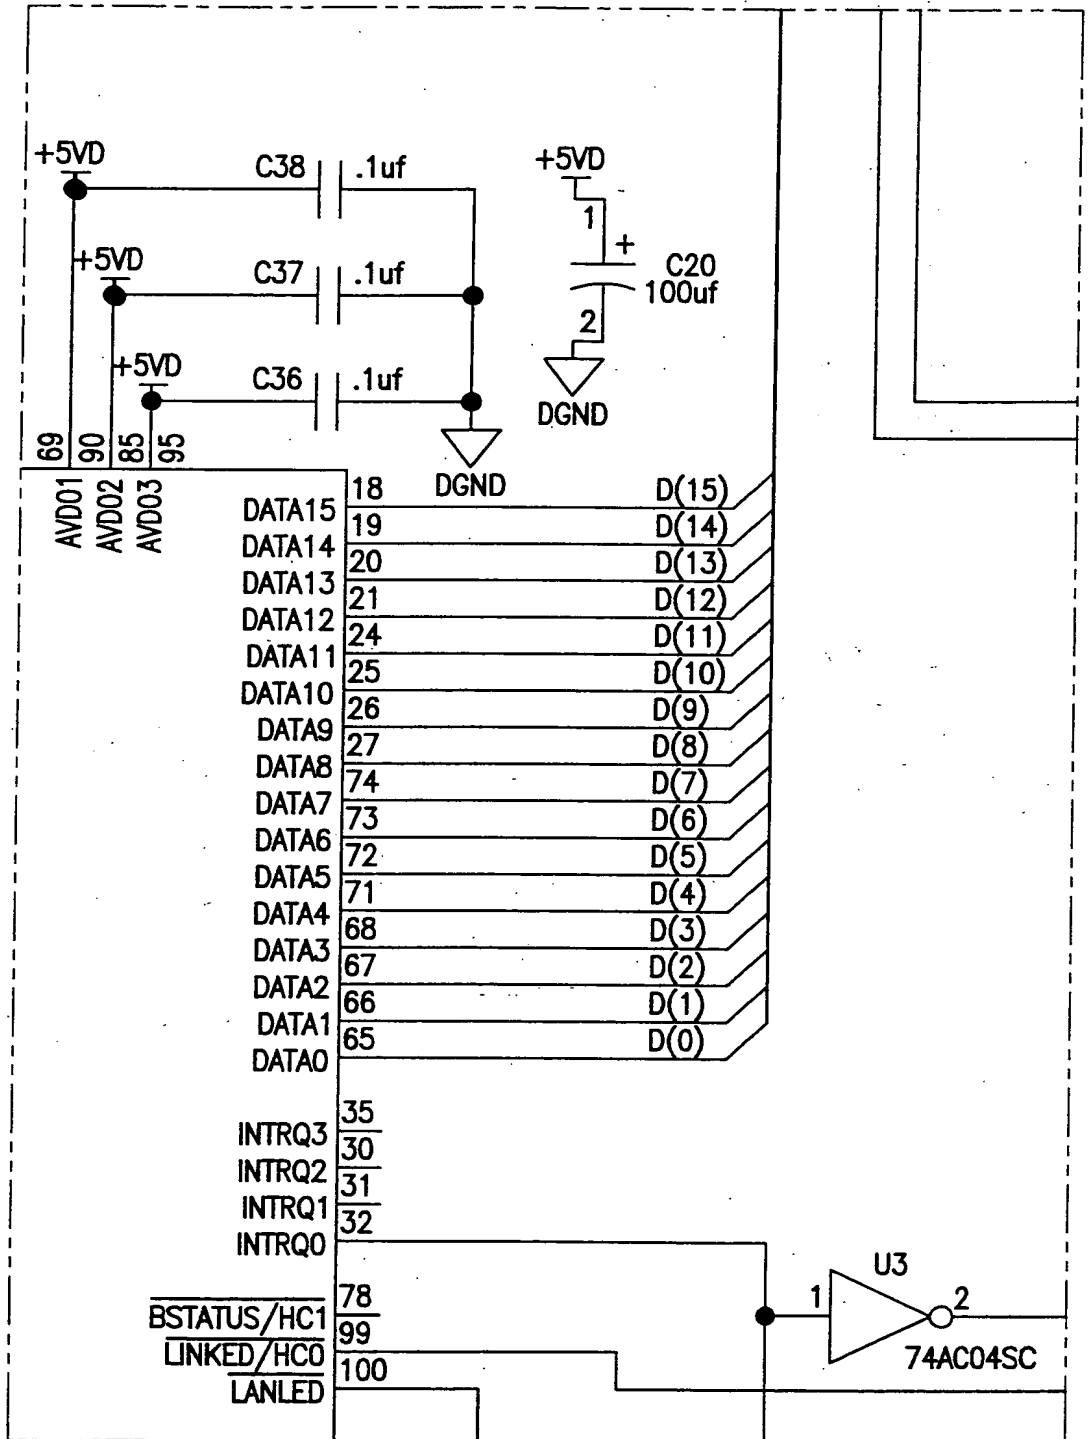 +5VD
C38 .1uf
+5VD
1
+
C20
100uf
2
DGND
+5VD
C37 .1uf
+5VD
C36 .1uf
DGND
69
90
85
95
AVD01
AVD02
AVD03
DATA15 18 D(15)
DATA14 19 D(14)
DATA13 20 D(13)
DATA12 21 D(12)
DATA11 24 D(11)
DATA10 25 D(10)
DATA9 26 D(9)
DATA8 27 D(8)
DATA7 74 D(7)
DATA6 73 D(6)
DATA5 72 D(5)
DATA4 71 D(4)
DATA3 68 D(3)
DATA2 67 D(2)
DATA1 66 D(1)
DATA0 65 D(0)
INTRQ3 35
INTRQ2 30
INTRQ1 31
INTRQ0 32
BSTATUS/HC1 78
LINKED/HC0 99
LANLED 100
U3
1
2
74AC04SC